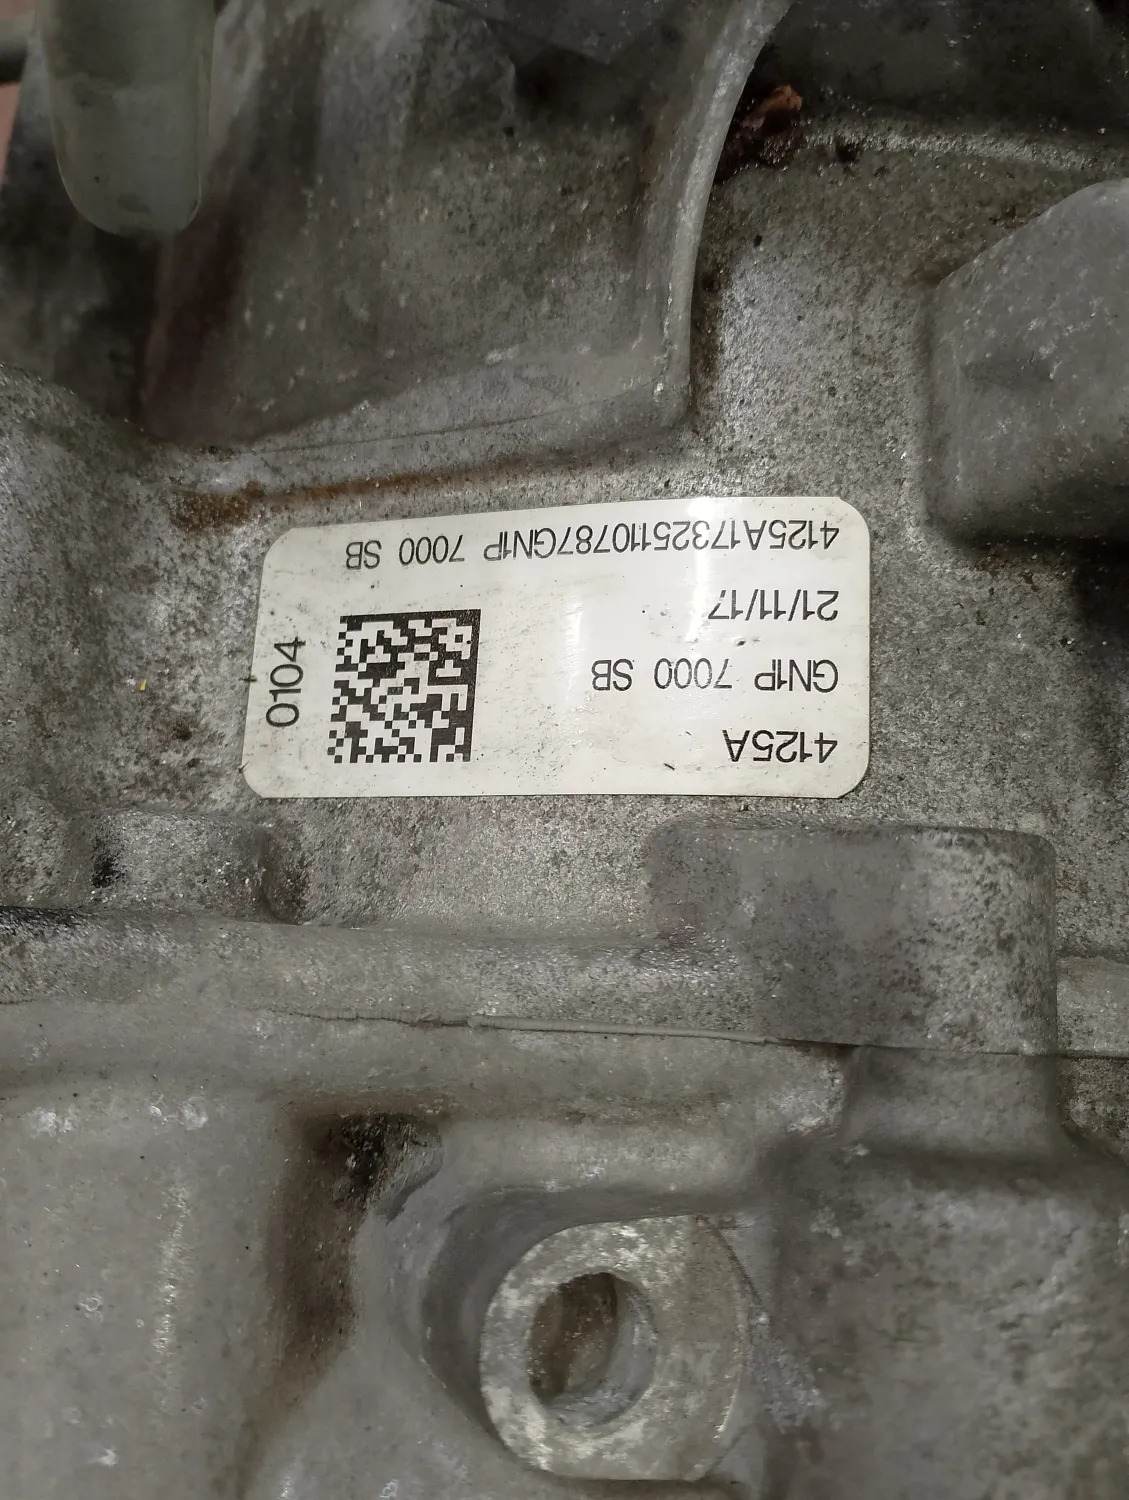 4125A
GN1P 7000 SB
21/11/17
4125A17325110787GN1P 7000 SB
0104